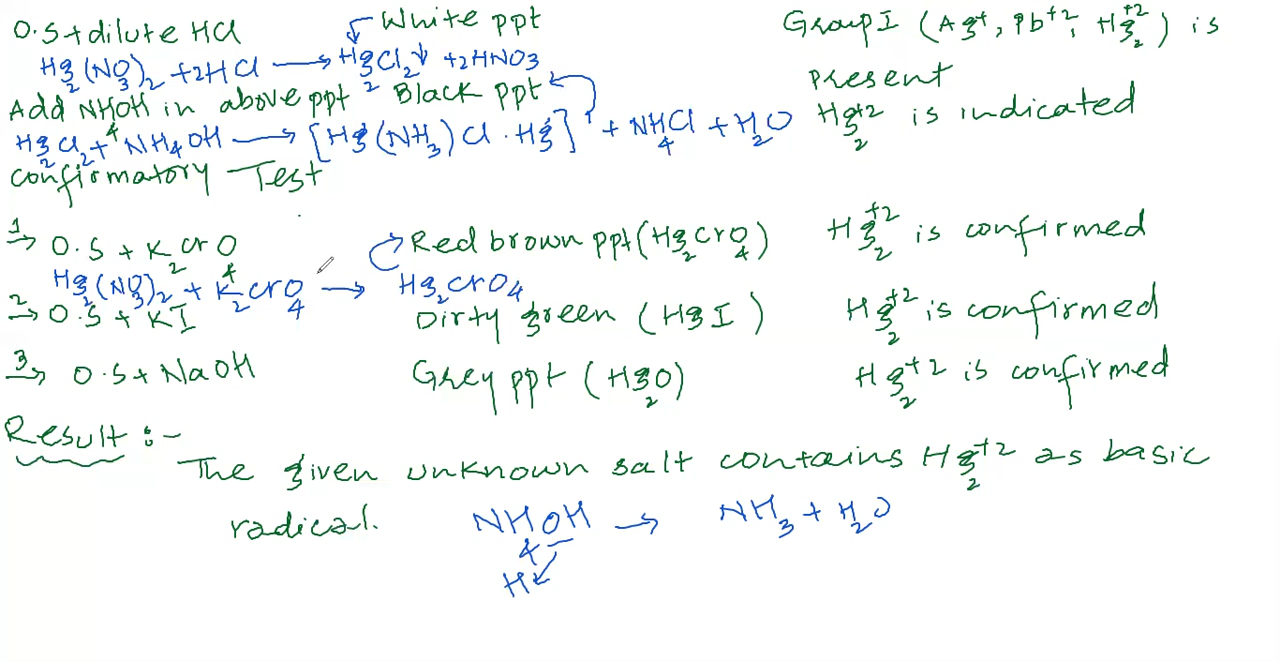 0.S + dilute HCl White ppt Group I (Ag+, Pb+2, Hg2+2) is
Hg2(NO3)2 + 2HCl → Hg2Cl2↓ + 2HNO3 present
Add NH4OH in above ppt Black ppt Hg2+2 is indicated
Hg2Cl2 + NH4OH → [Hg(NH3)Cl · Hg] + NH4Cl + H2O
Confirmatory Test
1→ 0.S + K2CrO4 Red brown ppt (Hg2CrO4) Hg2+2 is confirmed
Hg2(NO3)2 + K2CrO4 → Hg2CrO4
2→ 0.S + KI Dirty green (HgI) Hg2+2 is confirmed
3→ 0.S + NaOH Grey ppt (Hg2O) Hg2+2 is confirmed
Result :-
The given unknown salt contains Hg2+2 as basic
radical. NH4OH → NH3 + H2O
H